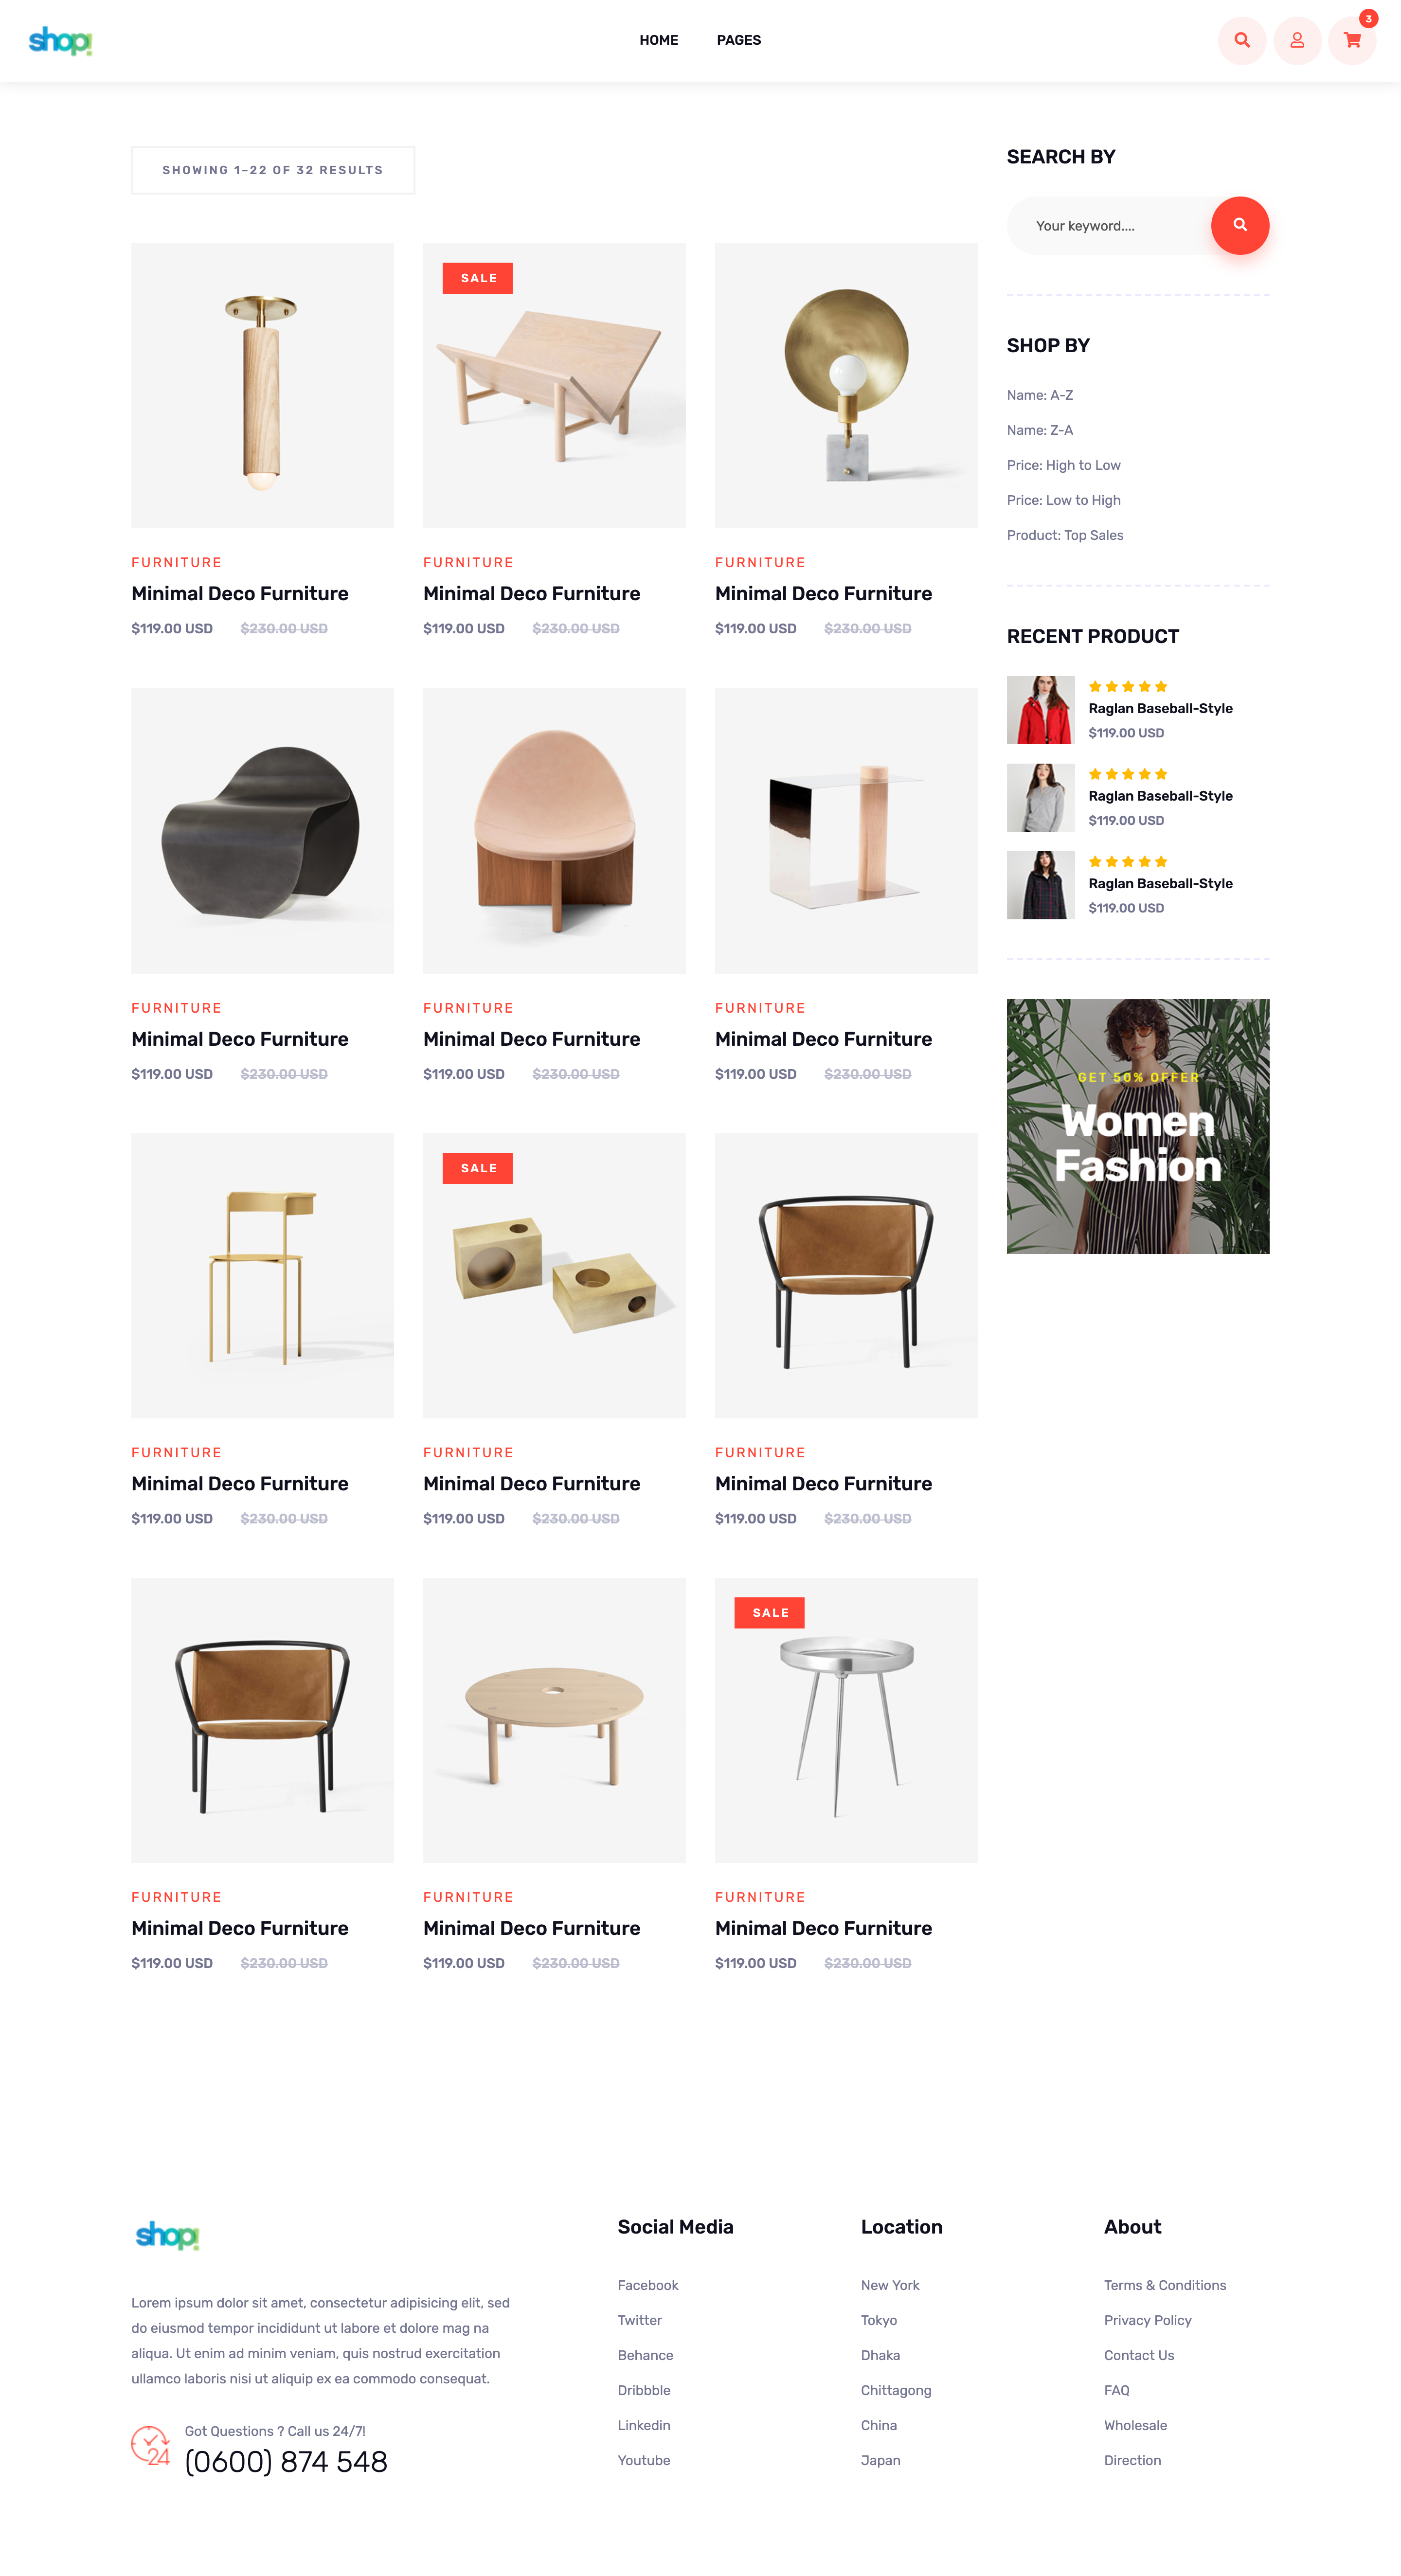 shop!
HOME PAGES
3
SHOWING 1–22 OF 32 RESULTS
SALE
FURNITURE
Minimal Deco Furniture
$119.00 USD $230.00 USD
FURNITURE
Minimal Deco Furniture
$119.00 USD $230.00 USD
FURNITURE
Minimal Deco Furniture
$119.00 USD $230.00 USD
FURNITURE
Minimal Deco Furniture
$119.00 USD $230.00 USD
FURNITURE
Minimal Deco Furniture
$119.00 USD $230.00 USD
FURNITURE
Minimal Deco Furniture
$119.00 USD $230.00 USD
SALE
FURNITURE
Minimal Deco Furniture
$119.00 USD $230.00 USD
FURNITURE
Minimal Deco Furniture
$119.00 USD $230.00 USD
FURNITURE
Minimal Deco Furniture
$119.00 USD $230.00 USD
SALE
FURNITURE
Minimal Deco Furniture
$119.00 USD $230.00 USD
FURNITURE
Minimal Deco Furniture
$119.00 USD $230.00 USD
FURNITURE
Minimal Deco Furniture
$119.00 USD $230.00 USD
SEARCH BY
Your keyword....
SHOP BY
Name: A-Z
Name: Z-A
Price: High to Low
Price: Low to High
Product: Top Sales
RECENT PRODUCT
Raglan Baseball-Style
$119.00 USD
Raglan Baseball-Style
$119.00 USD
Raglan Baseball-Style
$119.00 USD
GET 50% OFFER
Women
Fashion
shop!
Lorem ipsum dolor sit amet, consectetur adipisicing elit, sed
do eiusmod tempor incididunt ut labore et dolore mag na
aliqua. Ut enim ad minim veniam, quis nostrud exercitation
ullamco laboris nisi ut aliquip ex ea commodo consequat.
24
Got Questions ? Call us 24/7!
(0600) 874 548
Social Media
Facebook
Twitter
Behance
Dribbble
Linkedin
Youtube
Location
New York
Tokyo
Dhaka
Chittagong
China
Japan
About
Terms & Conditions
Privacy Policy
Contact Us
FAQ
Wholesale
Direction